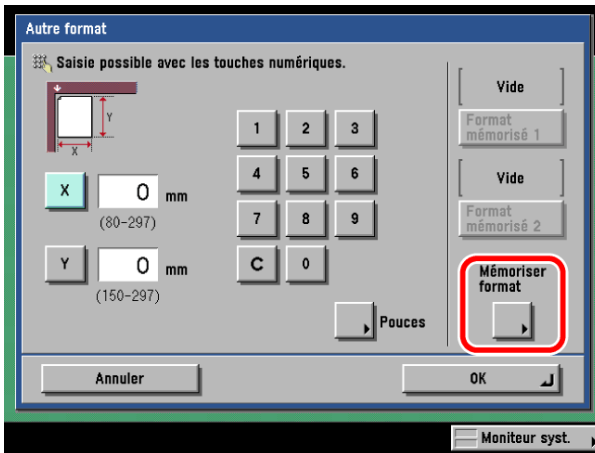 Autre format
Saisie possible avec les touches numériques.
Y
X
X
0 mm
(80-297)
Y
0 mm
(150-297)
1 2 3
4 5 6
7 8 9
C 0
Pouces
Vide
Format
mémorisé 1
Vide
Format
mémorisé 2
Mémoriser
format
Annuler
OK
Moniteur syst.